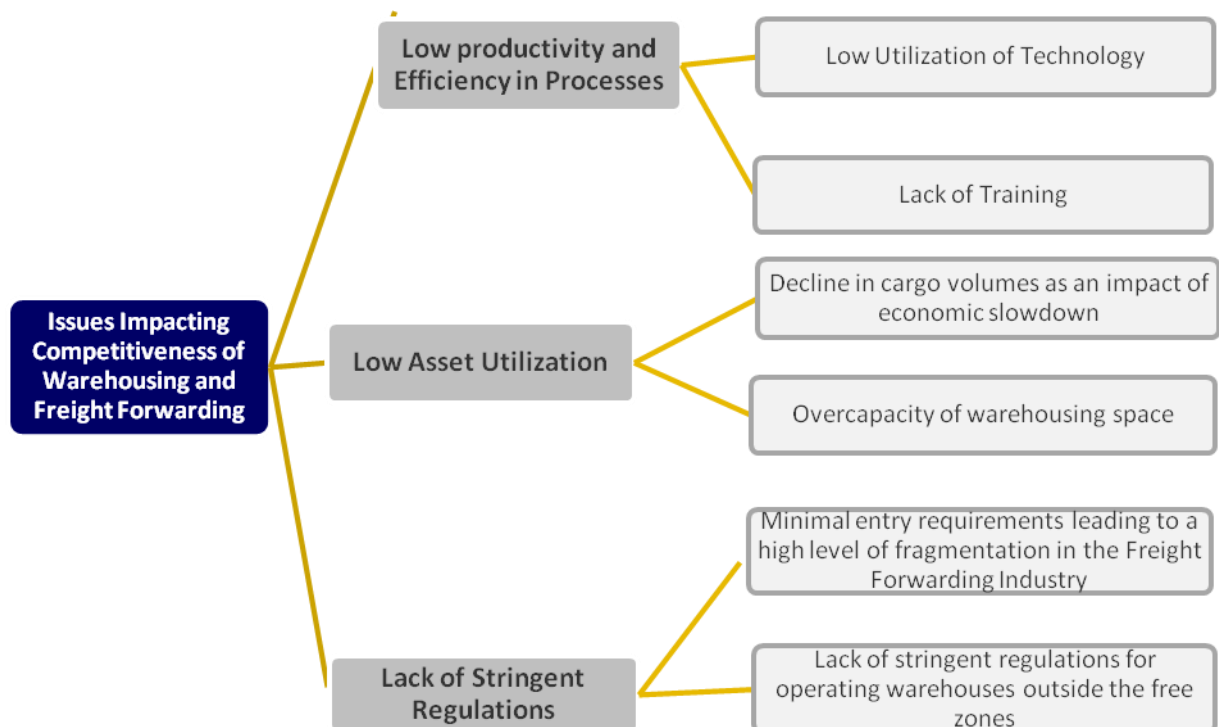 Low productivity and
Efficiency in Processes
Low Utilization of Technology
Lack of Training
Issues Impacting
Competitiveness of
Warehousing and
Freight Forwarding
Low Asset Utilization
Decline in cargo volumes as an impact of
economic slowdown
Overcapacity of warehousing space
Lack of Stringent
Regulations
Minimal entry requirements leading to a
high level of fragmentation in the Freight
Forwarding Industry
Lack of stringent regulations for
operating warehouses outside the free
zones